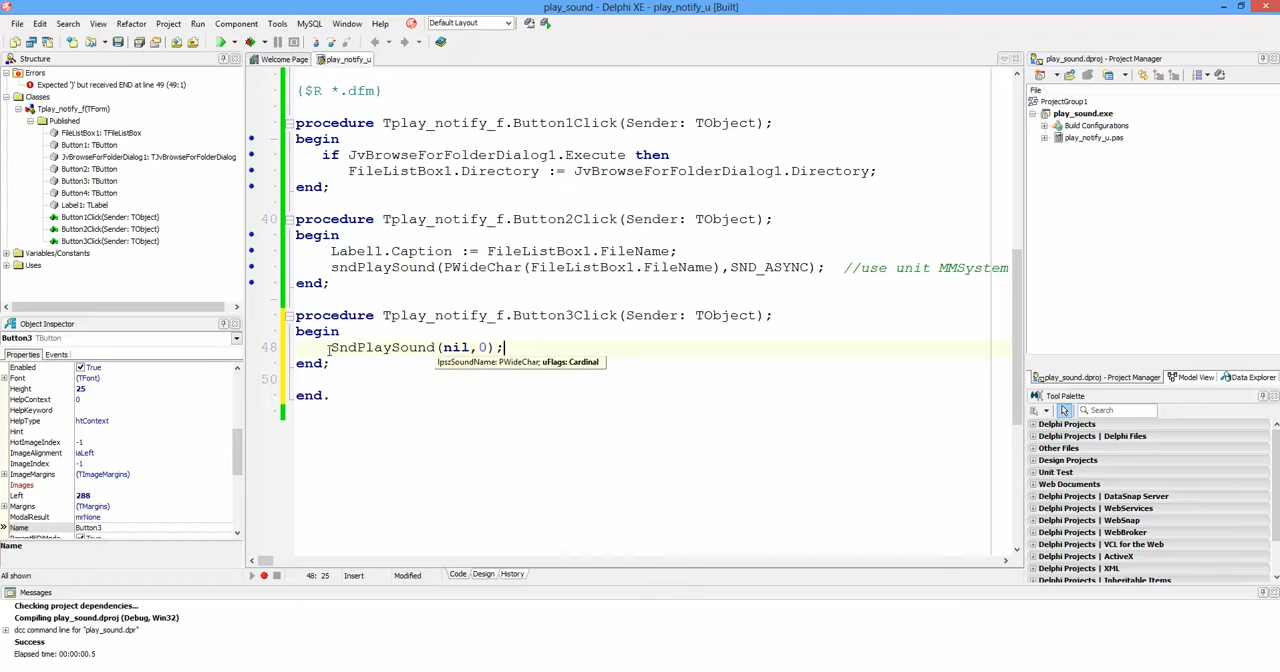 play_sound - Delphi XE - play_notify_u [Built]
File Edit Search View Refactor Project Run Component Tools MySQL Window Help Default Layout
Structure
Welcome Page play_notify_u
Errors
Expected ')' but received END at line 49 (49:1)
Classes
Tplay_notify_f(TForm)
Published
FileListBox1: TFileListBox
Button1: TButton
JvBrowseForFolderDialog1: TJvBrowseForFolderDialog
Button2: TButton
Button3: TButton
Button4: TButton
Label1: TLabel
Button1Click(Sender: TObject)
Button2Click(Sender: TObject)
Button3Click(Sender: TObject)
Variables/Constants
Uses
Object Inspector
Button3 TButton
Properties Events
Enabled True
Font (TFont)
Height 25
HelpContext 0
HelpKeyword
HelpType htContext
Hint
HotImageIndex -1
ImageAlignment iaLeft
ImageIndex -1
ImageMargins (TImageMargins)
Images
Left 288
Margins (TMargins)
ModalResult mrNone
Name Button3
True
Name
All shown
{$R *.dfm}
procedure Tplay_notify_f.Button1Click(Sender: TObject);
begin
if JvBrowseForFolderDialog1.Execute then
FileListBox1.Directory := JvBrowseForFolderDialog1.Directory;
end;
40 procedure Tplay_notify_f.Button2Click(Sender: TObject);
begin
Label1.Caption := FileListBox1.FileName;
sndPlaySound(PWideChar(FileListBox1.FileName),SND_ASYNC); //use unit MMSystem
end;
procedure Tplay_notify_f.Button3Click(Sender: TObject);
begin
48 SndPlaySound(nil,0);
lpszSoundName: PWideChar; uFlags: Cardinal
end;
50
end.
48: 25 Insert Modified Code Design History
play_sound.dproj - Project Manager
File
ProjectGroup1
play_sound.exe
Build Configurations
play_notify_u.pas
play_sound.dproj - Project Manager Model View Data Explorer
Tool Palette
Search
Delphi Projects
Delphi Projects | Delphi Files
Other Files
Design Projects
Unit Test
Web Documents
Delphi Projects | DataSnap Server
Delphi Projects | WebServices
Delphi Projects | WebSnap
Delphi Projects | WebBroker
Delphi Projects | VCL for the Web
Delphi Projects | ActiveX
Delphi Projects | XML
Delphi Projects | Inheritable Items
Messages
Checking project dependencies...
Compiling play_sound.dproj (Debug, Win32)
dcc command line for "play_sound.dpr"
Success
Elapsed time: 00:00:00.5